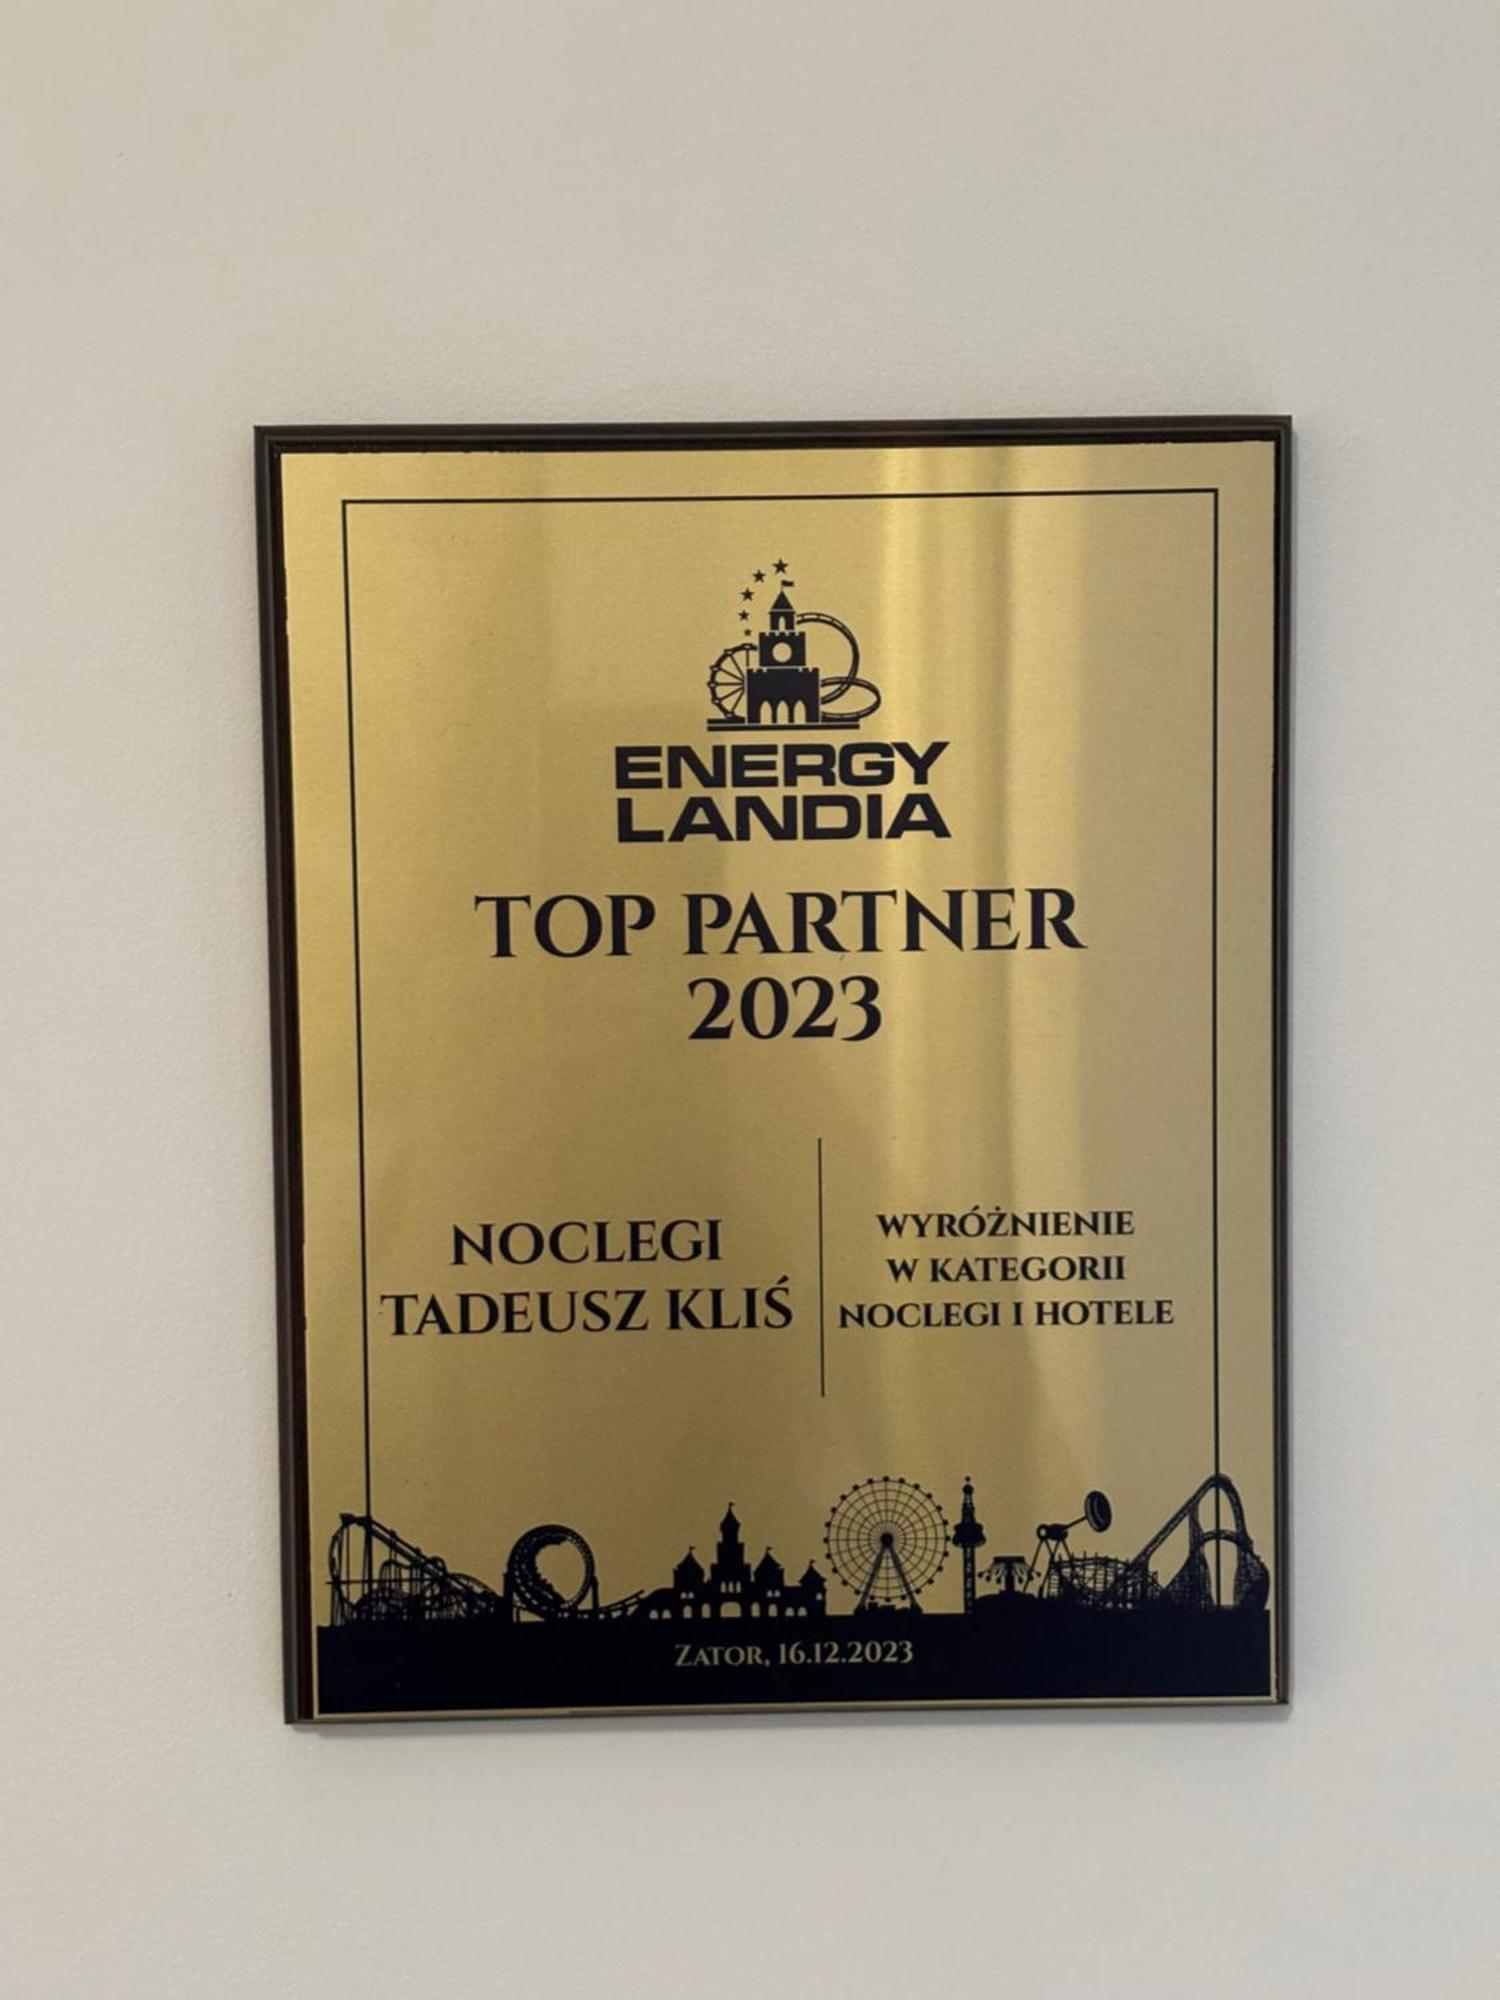 ENERGY
LANDIA
TOP PARTNER
2023
NOCLEGI
TADEUSZ KLIŚ
WYRÓŻNIENIE
W KATEGORII
NOCLEGI I HOTELE
ZATOR, 16.12.2023